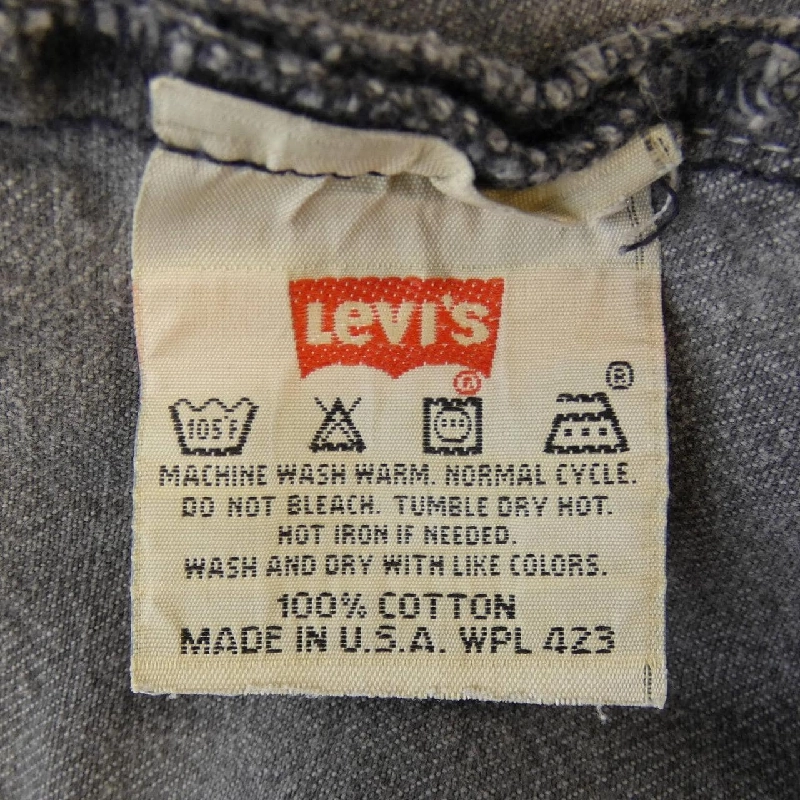 LEVI'S
®
®
105°F
MACHINE WASH WARM. NORMAL CYCLE.
DO NOT BLEACH. TUMBLE DRY HOT.
HOT IRON IF NEEDED.
WASH AND DRY WITH LIKE COLORS.
100% COTTON
MADE IN U.S.A. WPL 423